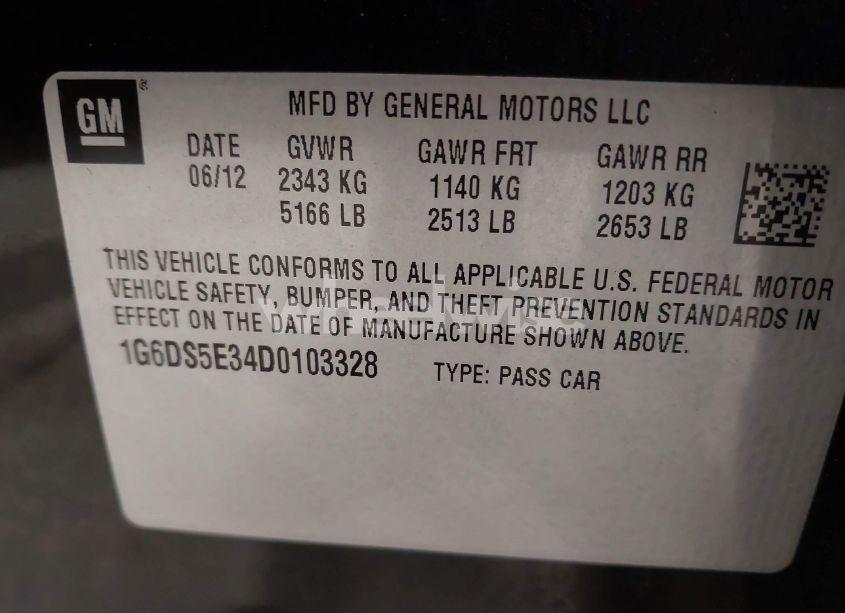 GM®
MFD BY GENERAL MOTORS LLC
DATE GVWR GAWR FRT GAWR RR
06/12 2343 KG 1140 KG 1203 KG
5166 LB 2513 LB 2653 LB
THIS VEHICLE CONFORMS TO ALL APPLICABLE U.S. FEDERAL MOTOR
VEHICLE SAFETY, BUMPER, AND THEFT PREVENTION STANDARDS IN
EFFECT ON THE DATE OF MANUFACTURE SHOWN ABOVE.
1G6DS5E34D0103328 TYPE: PASS CAR